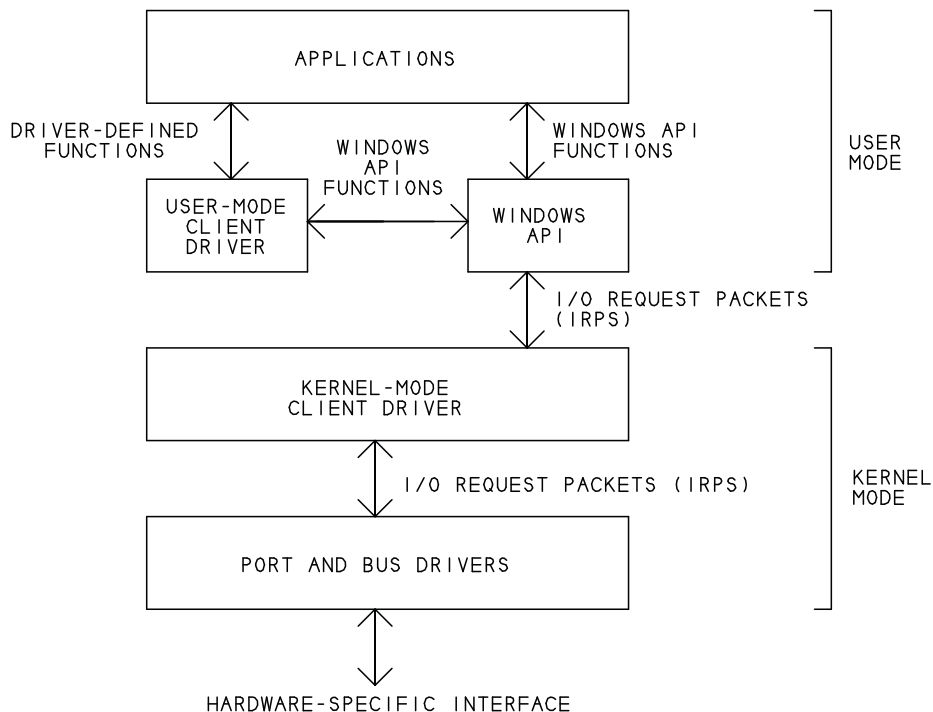 APPLICATIONS
DRIVER-DEFINED
FUNCTIONS
WINDOWS
API
FUNCTIONS
WINDOWS API
FUNCTIONS
USER
MODE
USER-MODE
CLIENT
DRIVER
WINDOWS
API
I/O REQUEST PACKETS
(IRPS)
KERNEL-MODE
CLIENT DRIVER
I/O REQUEST PACKETS (IRPS)
KERNEL
MODE
PORT AND BUS DRIVERS
HARDWARE-SPECIFIC INTERFACE